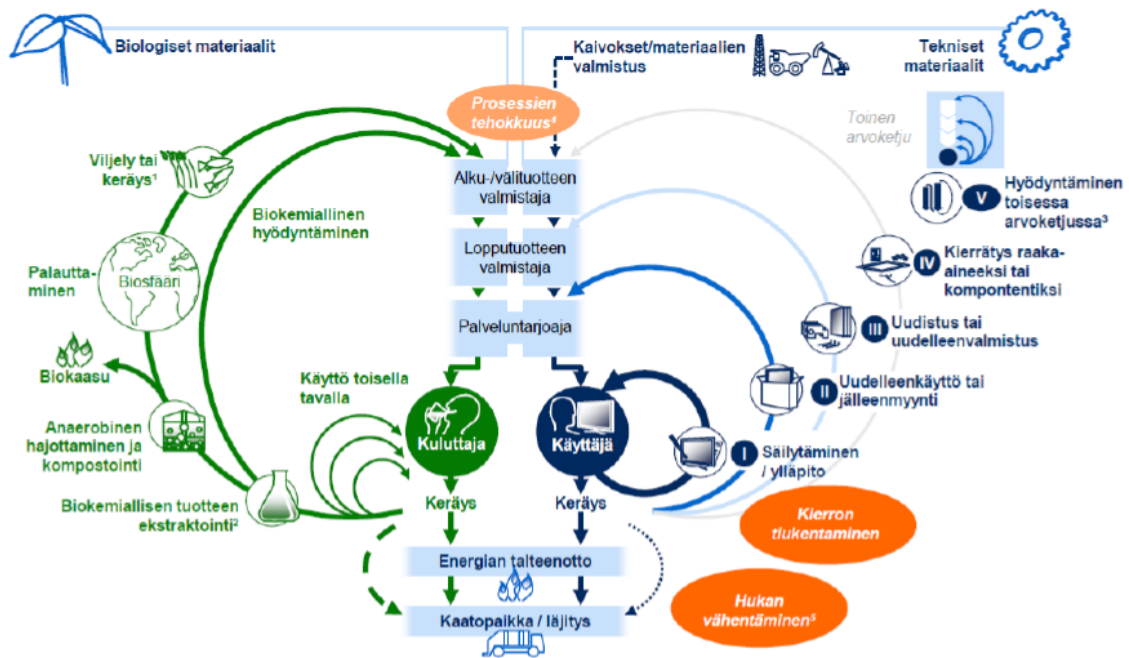 Biologiset materiaalit
Kaivokset/materiaalien
valmistus
Tekniset
materiaalit
Prosessien
tehokkuus⁴
Toinen
arvoketju
Viljely tai
keräys¹
Alku-/välituotteen
valmistaja
V
Hyödyntäminen
toisessa
arvoketjussa³
Biokemiallinen
hyödyntäminen
Lopputuotteen
valmistaja
IV
Kierrätys raaka-
aineeksi tai
kompontentiksi
Palautta-
minen
Biosfääri
Palveluntarjoaja
III
Uudistus tai
uudelleenvalmistus
Biokaasu
Käyttö toisella
tavalla
II
Uudelleenkäyttö tai
jälleenmyynti
Anaerobinen
hajottaminen ja
kompostointi
Kuluttaja
Käyttäjä
I
Säilytäminen
/ ylläpito
Biokemiallisen tuotteen
ekstraktointi²
Keräys
Keräys
Kierron
tiukentaminen
Energian talteenotto
Hukan
vähentäminen⁵
Kaatopaikka / läjitys